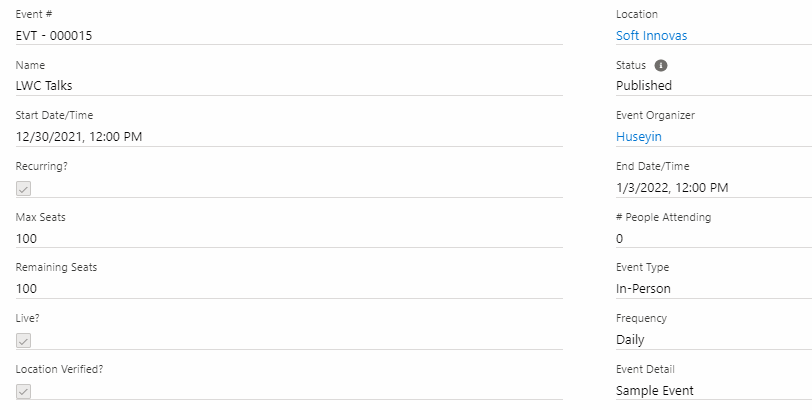 Event #
EVT - 000015
Location
Soft Innovas
Name
LWC Talks
Status
Published
Start Date/Time
12/30/2021, 12:00 PM
Event Organizer
Huseyin
Recurring?
End Date/Time
1/3/2022, 12:00 PM
Max Seats
100
# People Attending
0
Remaining Seats
100
Event Type
In-Person
Live?
Frequency
Daily
Location Verified?
Event Detail
Sample Event